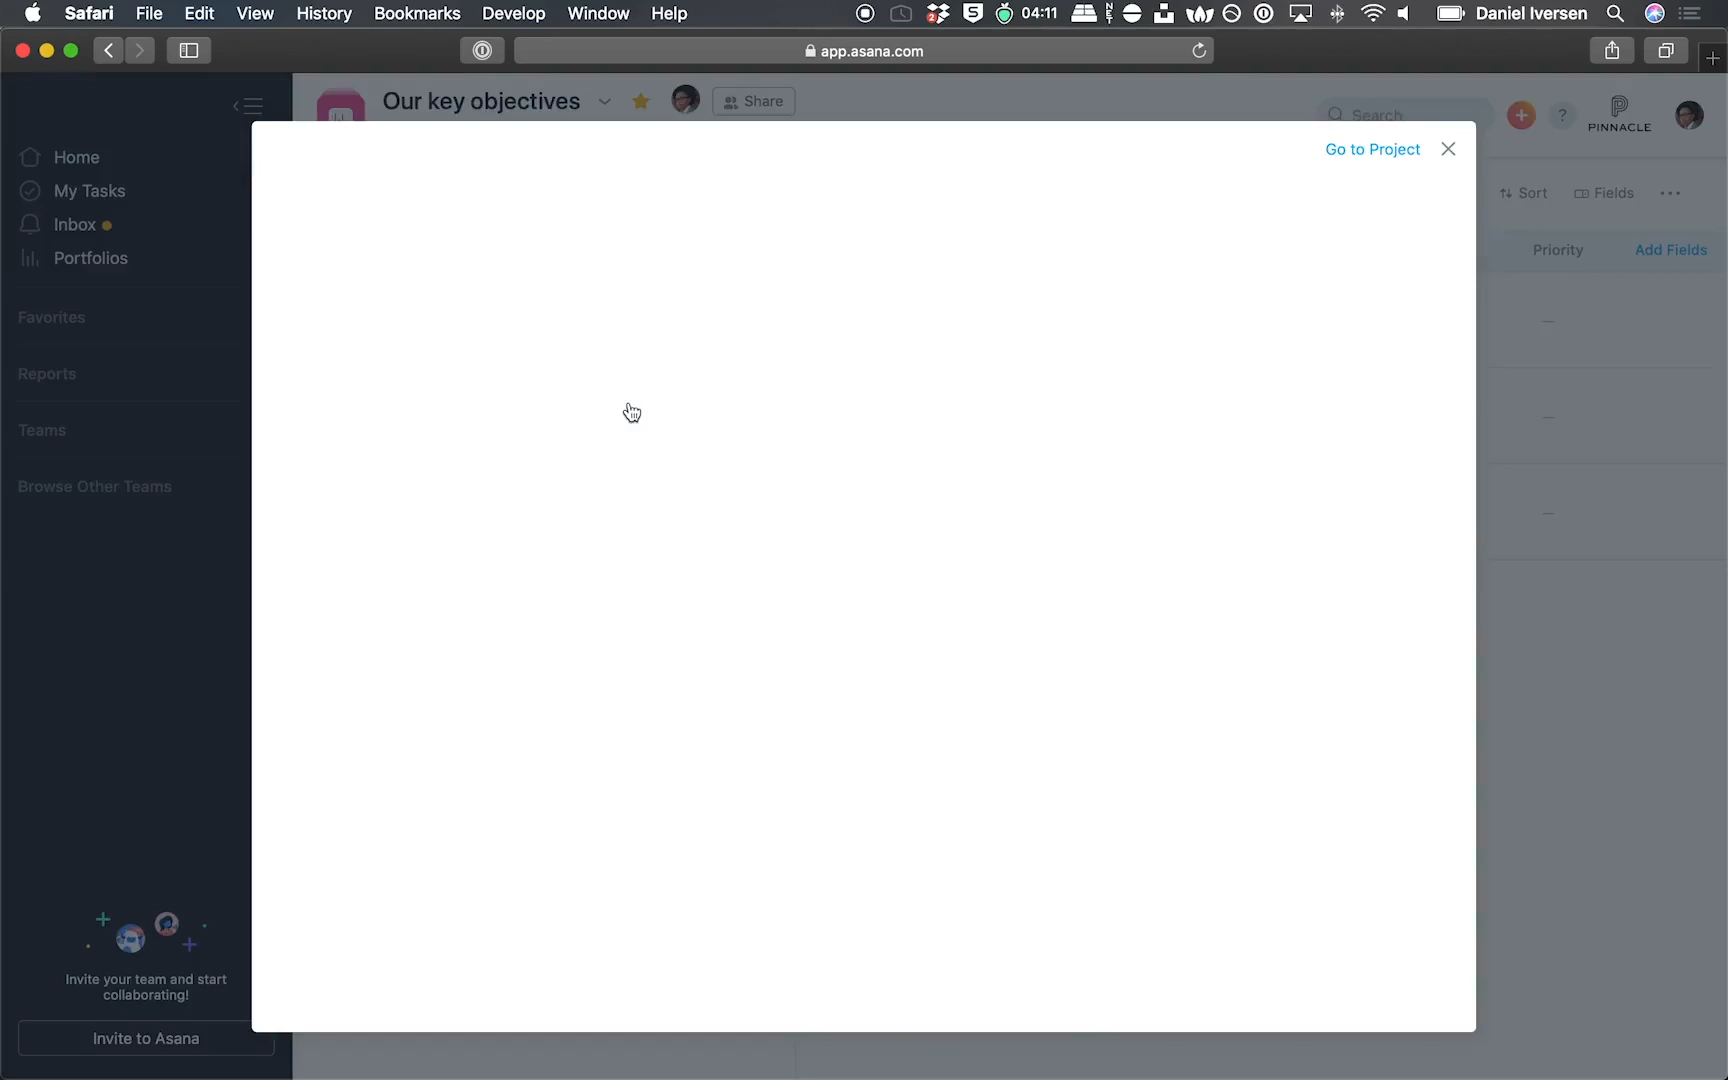 Safari File Edit View History Bookmarks Develop Window Help 2 S 04:11 Daniel Iversen
app.asana.com
Our key objectives Share Search ? PINNACLE
Go to Project
Home
My Tasks
Inbox
Portfolios
Sort Fields
Priority Add Fields
Favorites
Reports
Teams
Browse Other Teams
Invite your team and start
collaborating!
Invite to Asana